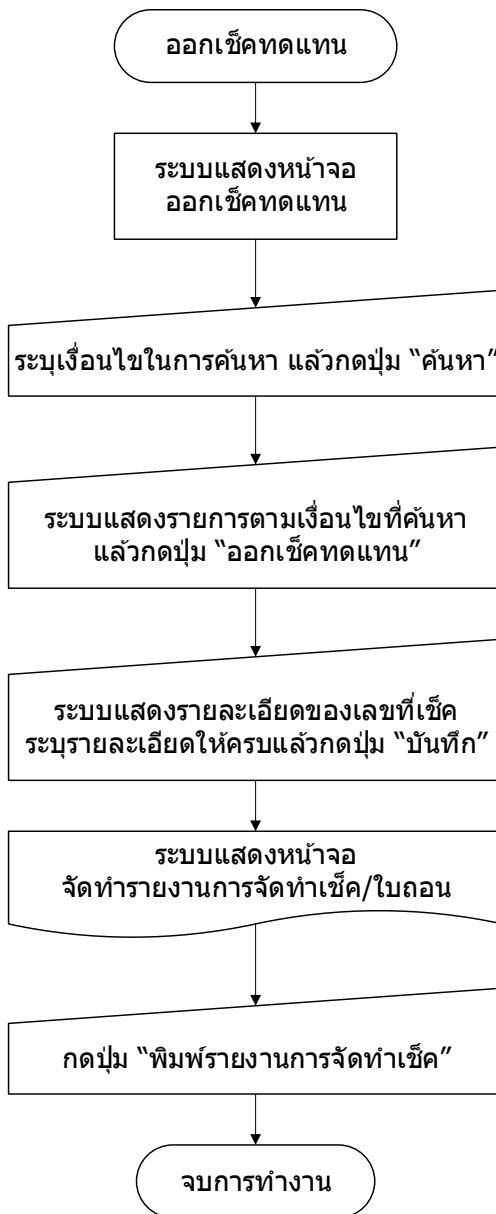 ออกเช็คทดแทน
ระบบแสดงหน้าจอ
ออกเช็คทดแทน
ระบุเงื่อนไขในการค้นหา แล้วกดปุ่ม “ค้นหา”
ระบบแสดงรายการตามเงื่อนไขที่ค้นหา
แล้วกดปุ่ม “ออกเช็คทดแทน”
ระบบแสดงรายละเอียดของเลขที่เช็ค
ระบุรายละเอียดให้ครบแล้วกดปุ่ม “บันทึก”
ระบบแสดงหน้าจอ
จัดทำรายงานการจัดทำเช็ค/ใบถอน
กดปุ่ม “พิมพ์รายงานการจัดทำเช็ค”
จบการทำงาน